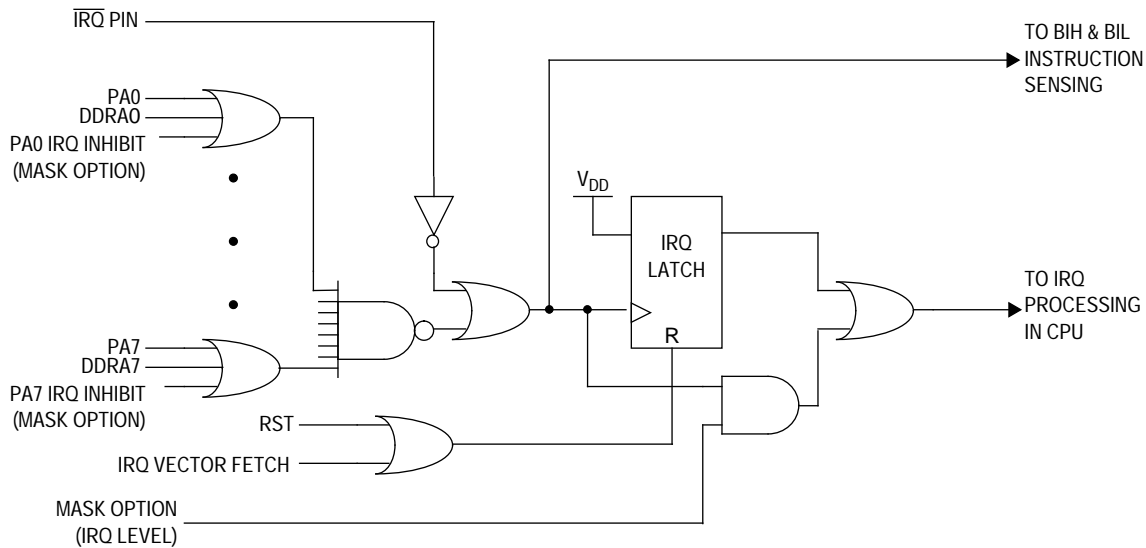 IRQ PIN
TO BIH & BIL
INSTRUCTION
SENSING
PA0
DDRA0
PA0 IRQ INHIBIT
(MASK OPTION)
VDD
IRQ
LATCH
R
TO IRQ
PROCESSING
IN CPU
PA7
DDRA7
PA7 IRQ INHIBIT
(MASK OPTION)
RST
IRQ VECTOR FETCH
MASK OPTION
(IRQ LEVEL)